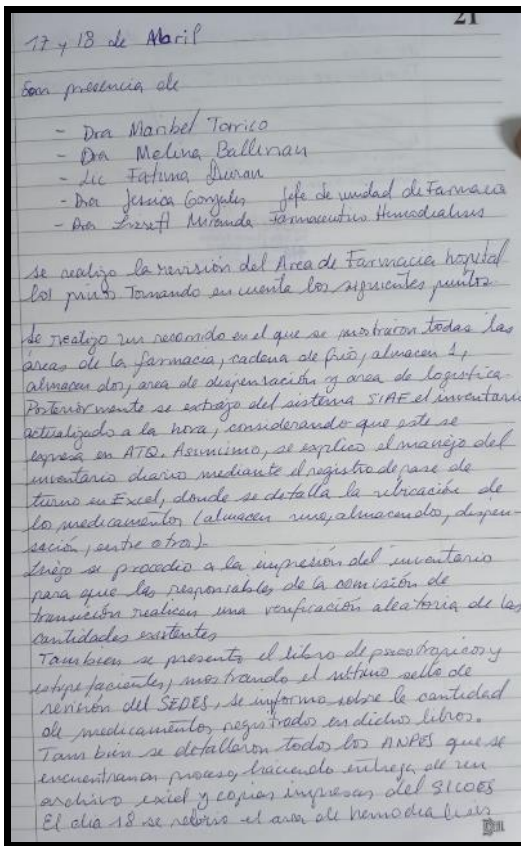 21
17 y 18 de Abril
Con presencia de
- Dra Maribel Torrico
- Dra Melina Ballivian
- Lic Fatima Duran
- Dra Jessica Gonzales Jefe de unidad de Farmacia
- Dra Lizseft Miranda Farmaceutico Hemodialisis
se realizo la revisión del Area de Farmacia hospital
los pinos Tomando en cuenta los siguientes puntos
Se realizo un recorrido en el que se mostraron todas las
áreas de la farmacia, cadena de frio, almacen 1,
almacen dos, area de dispensación y area de logistica.
Posteriormente se extrajo del sistema SIAF el inventario
actualizado a la hora, considerando que este se
expresa en ATQ. Asimismo, se explico el manejo del
inventario diario mediante el registro de pase de
turno en Excel, donde se detalla la ubicación de
los medicamentos (almacen uno, almacen dos, dispen-
sación, entre otra).
Luego se procedio a la impresión del inventario
para que las responsables de la comisión de
transición realicen una verificación aleatoria de las
cantidades existentes
Tambien se presento el libro de psicotropicos y
estupefacientes, mostrando el ultimo sello de
revisión del SEDES, se informo sobre la cantidad
de medicamentos registrados en dicho libros.
Tambien se detallaron todos los ANPES que se
encuentran en proceso, haciendo entrega de un
archivo exiel y copias impresas del SICOES
El dia 18 se el area de hemodialisis